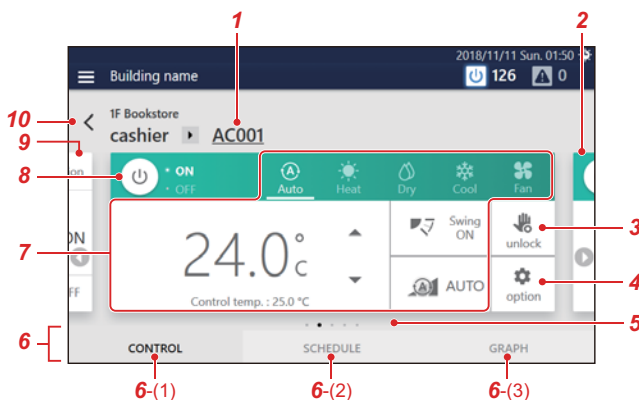 1
2
2018/11/11 Sun. 01:50
Building name
126
0
10
1F Bookstore
cashier
AC001
9
8
on
ON
OFF
A
Auto
Heat
Dry
Cool
Fan
7
ON
FF
24.0°C
Control temp. : 25.0 °C
Swing
ON
A
AUTO
unlock
3
option
4
5
6
CONTROL
SCHEDULE
GRAPH
6-(1)
6-(2)
6-(3)